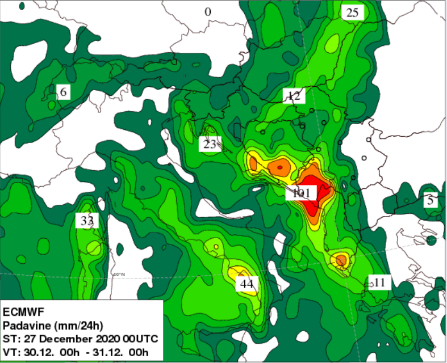 0
25
6
12
23
101
5
33
44
11
ECMWF
Padavine (mm/24h)
ST: 27 December 2020 00UTC
VT: 30.12. 00h - 31.12. 00h